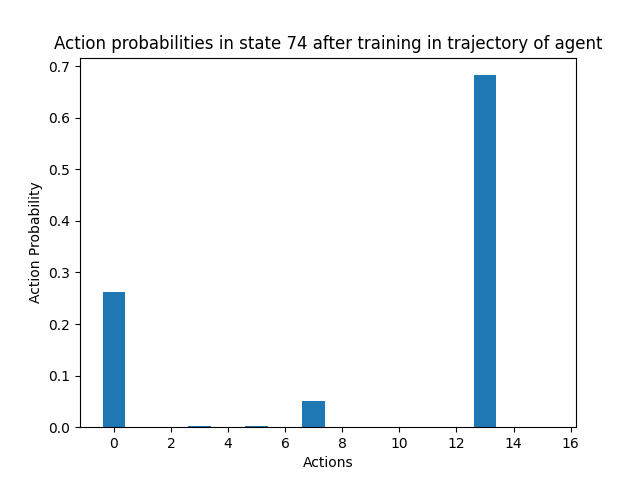 Action probabilities in state 74 after training in trajectory of agent
0.7
0.6
0.5
0.4
0.3
0.2
0.1
0.0
Action Probability
0 2 4 6 8 10 12 14 16
Actions